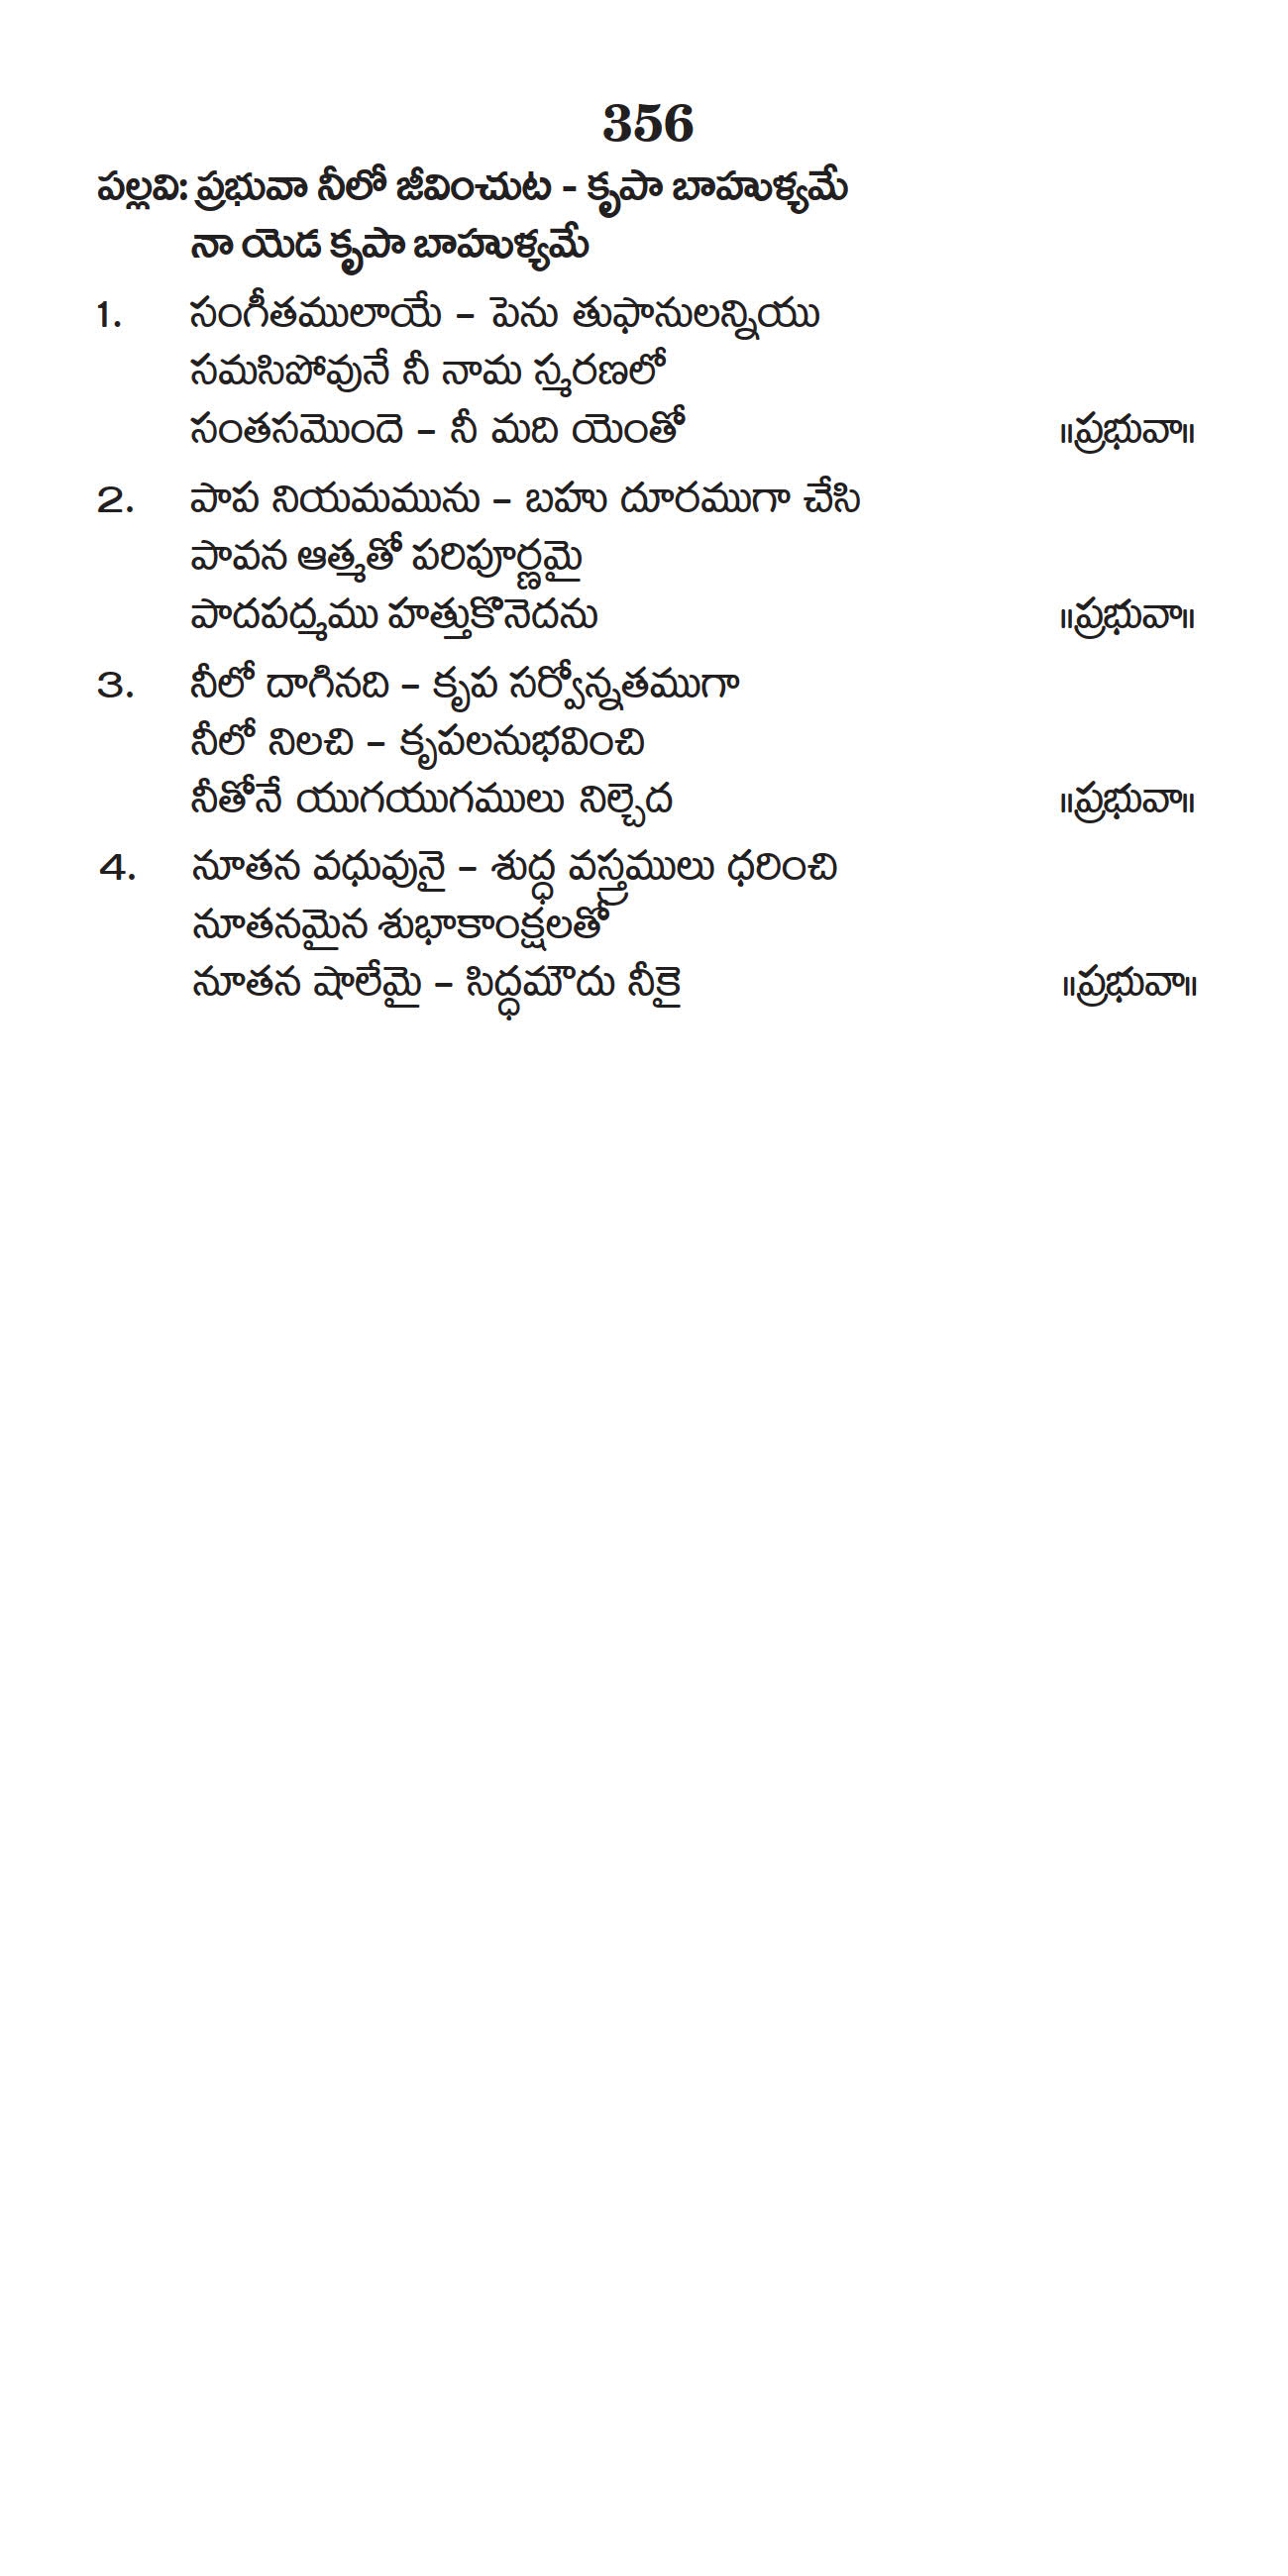 356
పల్లవి: ప్రభువా నీలో జీవించుట - కృపా బాహుళ్యమే
నా యెడ కృపా బాహుళ్యమే
1. సంగీతములాయే – పెను తుఫానులన్నియు
సమసిపోవునే నీ నామ స్మరణలో
సంతసమొందె – నీ మది యెంతో ॥ప్రభువా॥
2. పాప నియమమును – బహు దూరముగా చేసి
పావన ఆత్మతో పరిపూర్ణమై
పాదపద్మము హత్తుకొనెదను ॥ప్రభువా॥
3. నీలో దాగినది – కృప సర్వోన్నతముగా
నీలో నిలచి – కృపలనుభవించి
నీతోనే యుగయుగములు నిల్చెద ॥ప్రభువా॥
4. నూతన వధువునై – శుద్ధ వస్త్రములు ధరించి
నూతనమైన శుభాకాంక్షలతో
నూతన షాలేమై – సిద్ధమౌదు నీకై ॥ప్రభువా॥